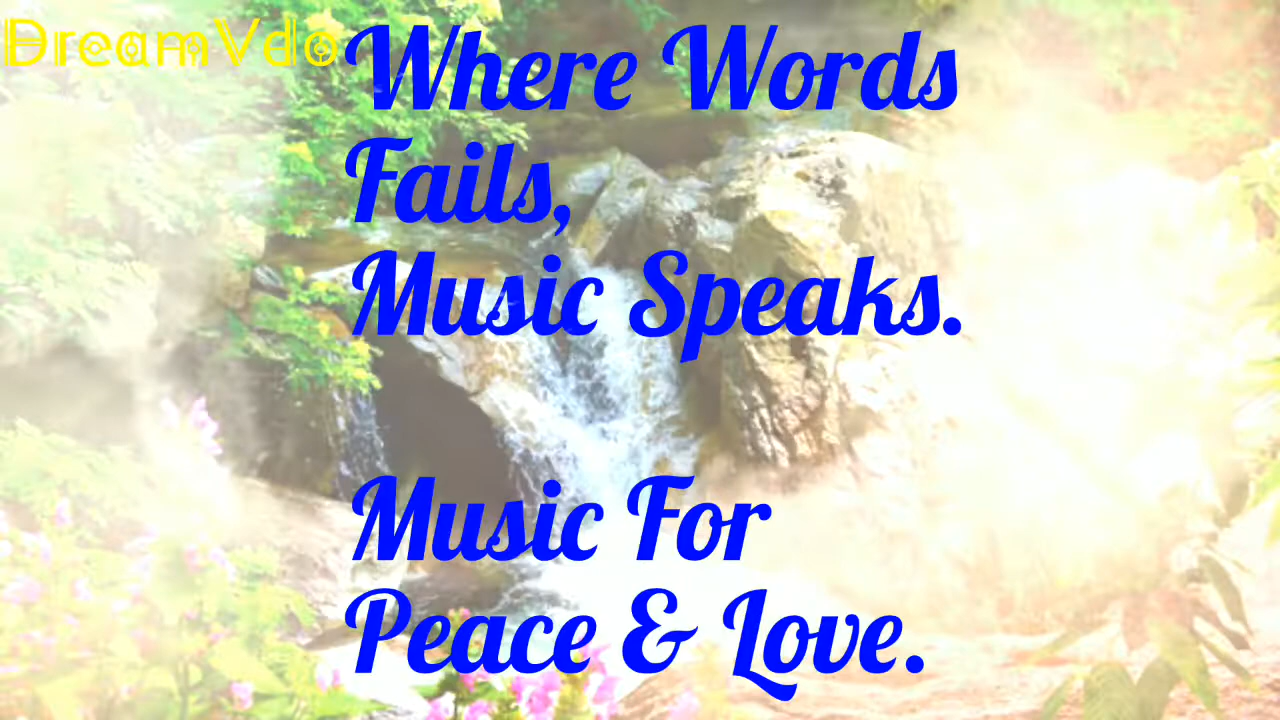 DreamVdo
Where Words
Fails,
Music Speaks.
Music For
Peace & Love.